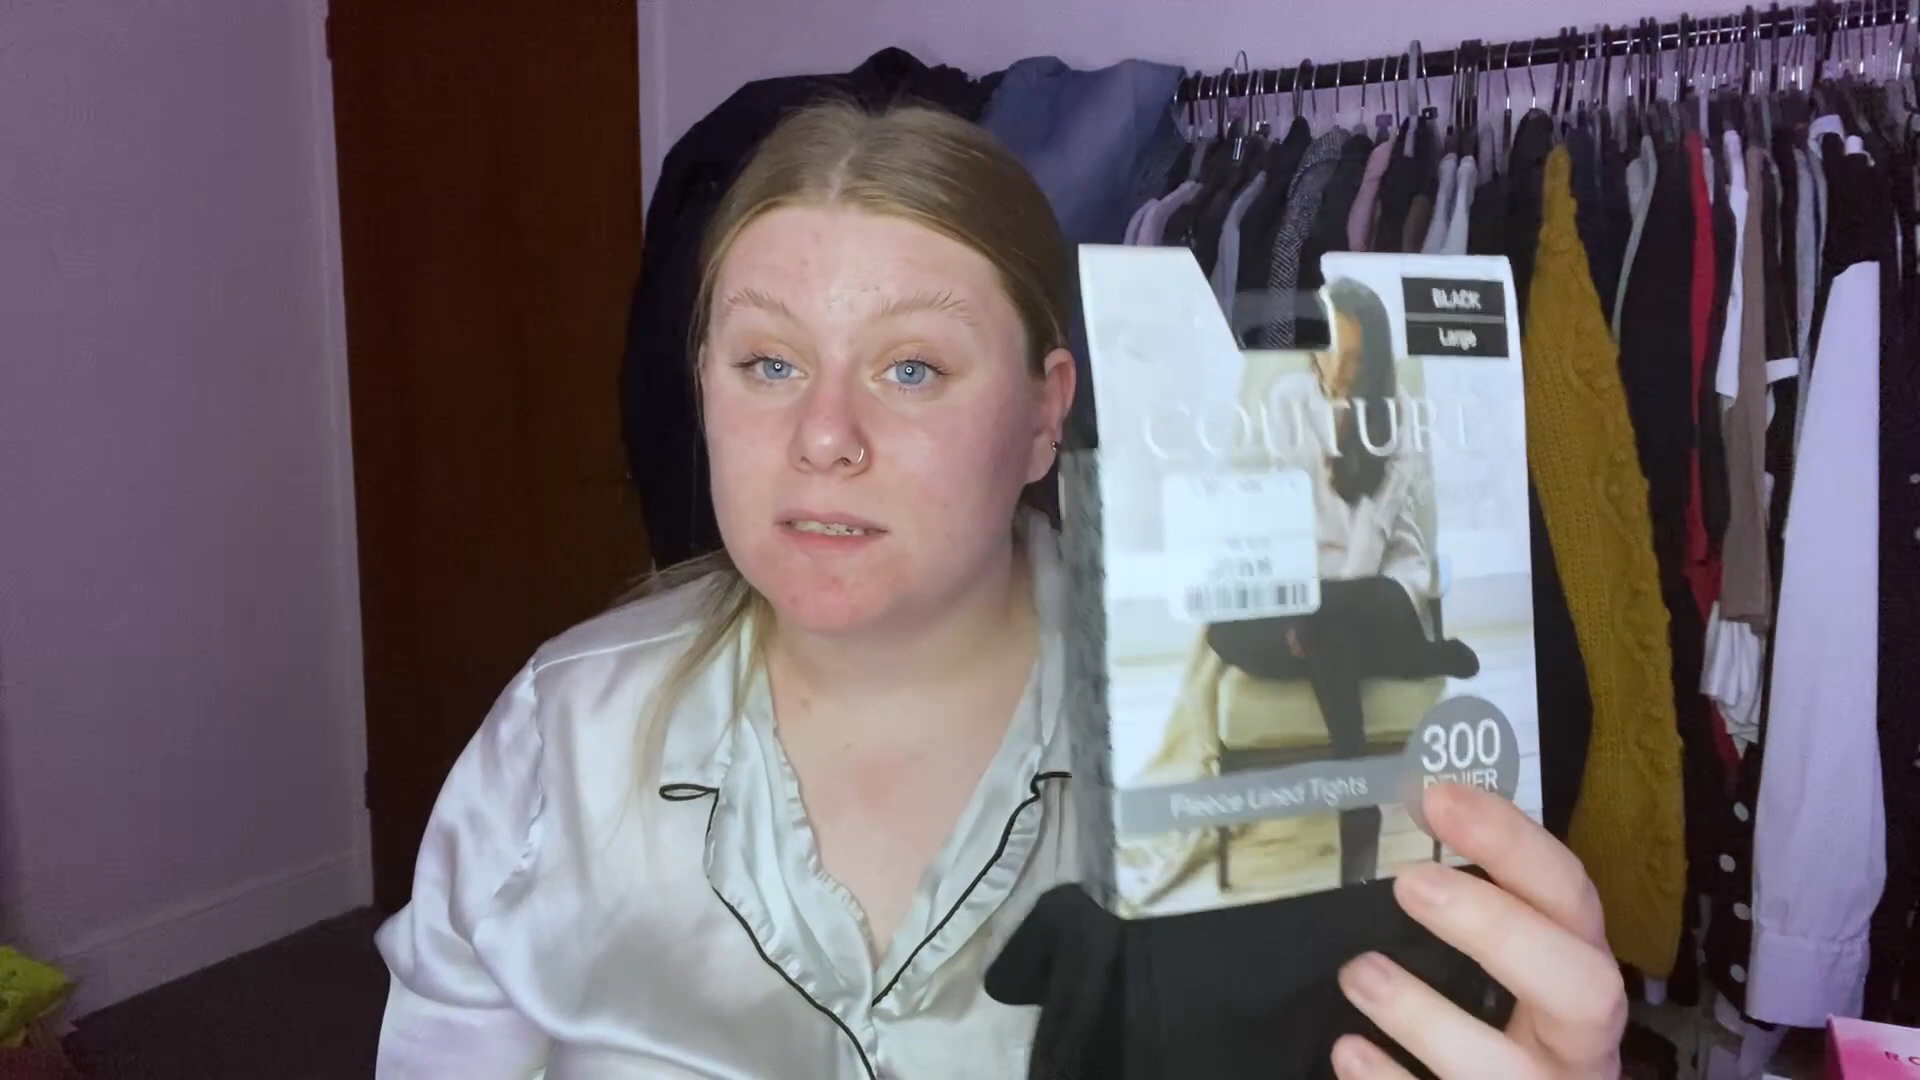 BLACK
Large
COUTURE
300
DENIER
Fleece Lined Tights